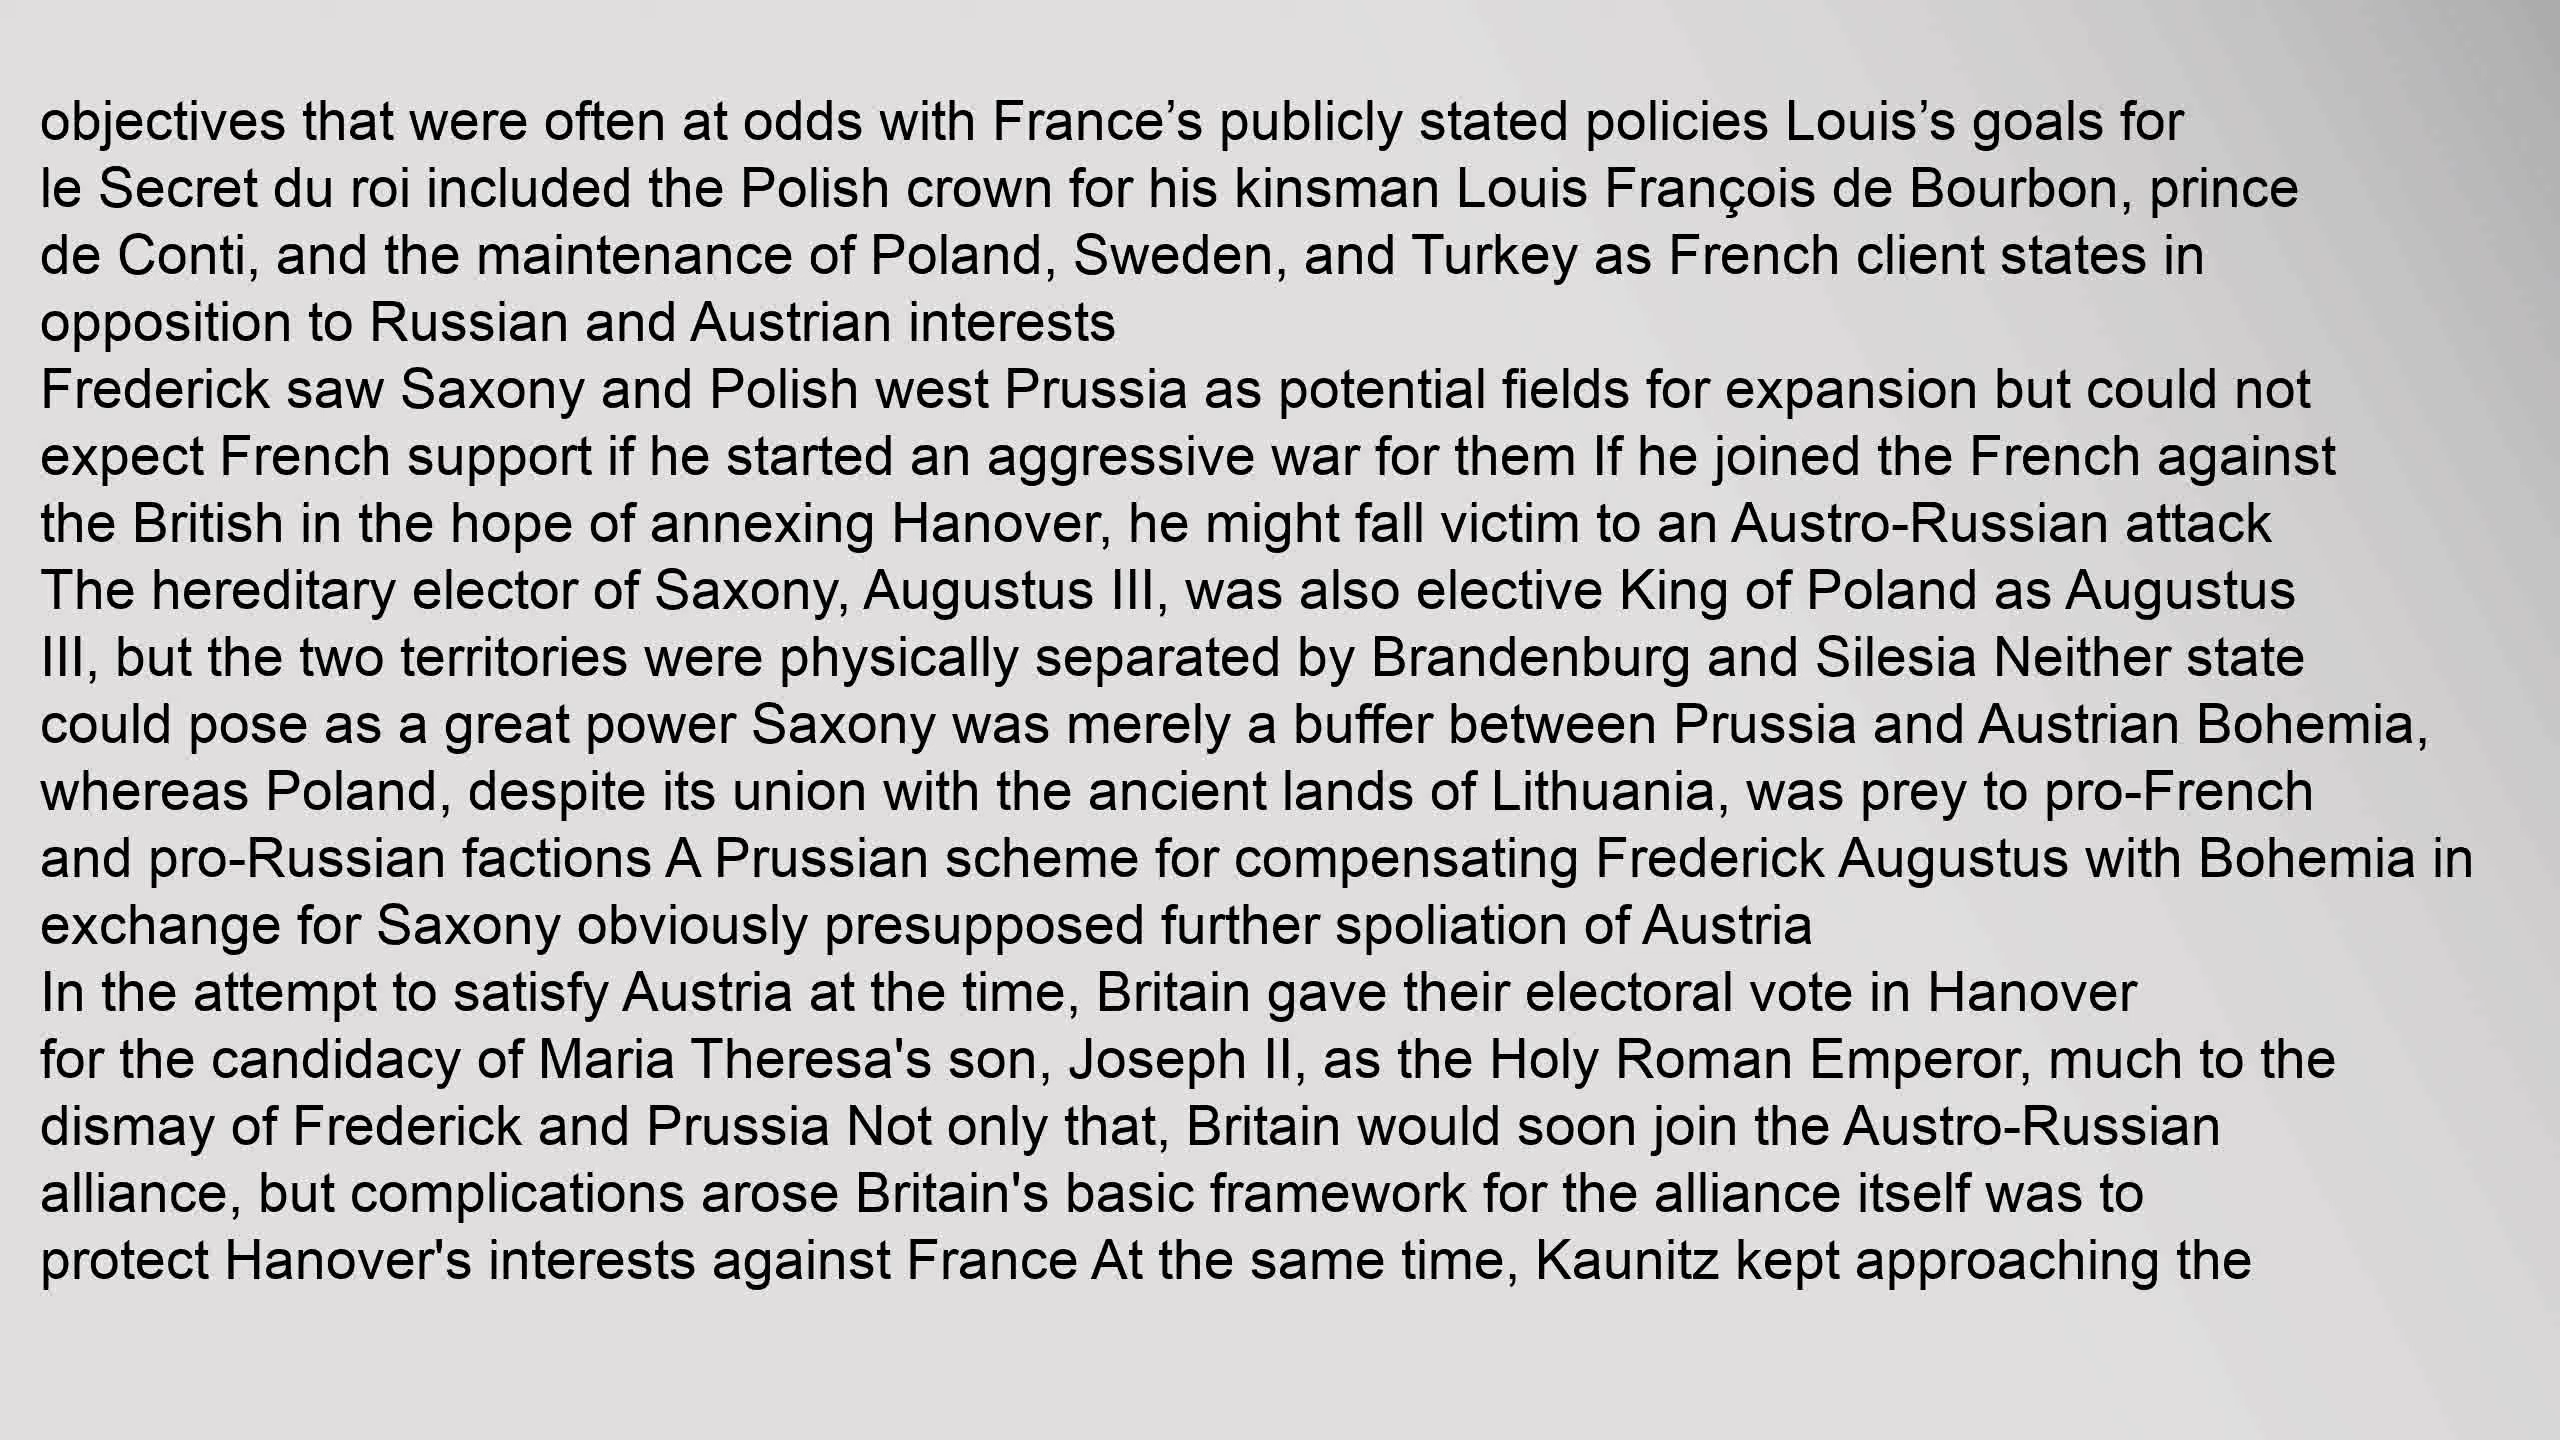 objectives that were often at odds with France’s publicly stated policies Louis’s goals for
le Secret du roi included the Polish crown for his kinsman Louis François de Bourbon, prince
de Conti, and the maintenance of Poland, Sweden, and Turkey as French client states in
opposition to Russian and Austrian interests
Frederick saw Saxony and Polish west Prussia as potential fields for expansion but could not
expect French support if he started an aggressive war for them If he joined the French against
the British in the hope of annexing Hanover, he might fall victim to an Austro-Russian attack
The hereditary elector of Saxony, Augustus III, was also elective King of Poland as Augustus
III, but the two territories were physically separated by Brandenburg and Silesia Neither state
could pose as a great power Saxony was merely a buffer between Prussia and Austrian Bohemia,
whereas Poland, despite its union with the ancient lands of Lithuania, was prey to pro-French
and pro-Russian factions A Prussian scheme for compensating Frederick Augustus with Bohemia in
exchange for Saxony obviously presupposed further spoliation of Austria
In the attempt to satisfy Austria at the time, Britain gave their electoral vote in Hanover
for the candidacy of Maria Theresa's son, Joseph II, as the Holy Roman Emperor, much to the
dismay of Frederick and Prussia Not only that, Britain would soon join the Austro-Russian
alliance, but complications arose Britain's basic framework for the alliance itself was to
protect Hanover's interests against France At the same time, Kaunitz kept approaching the